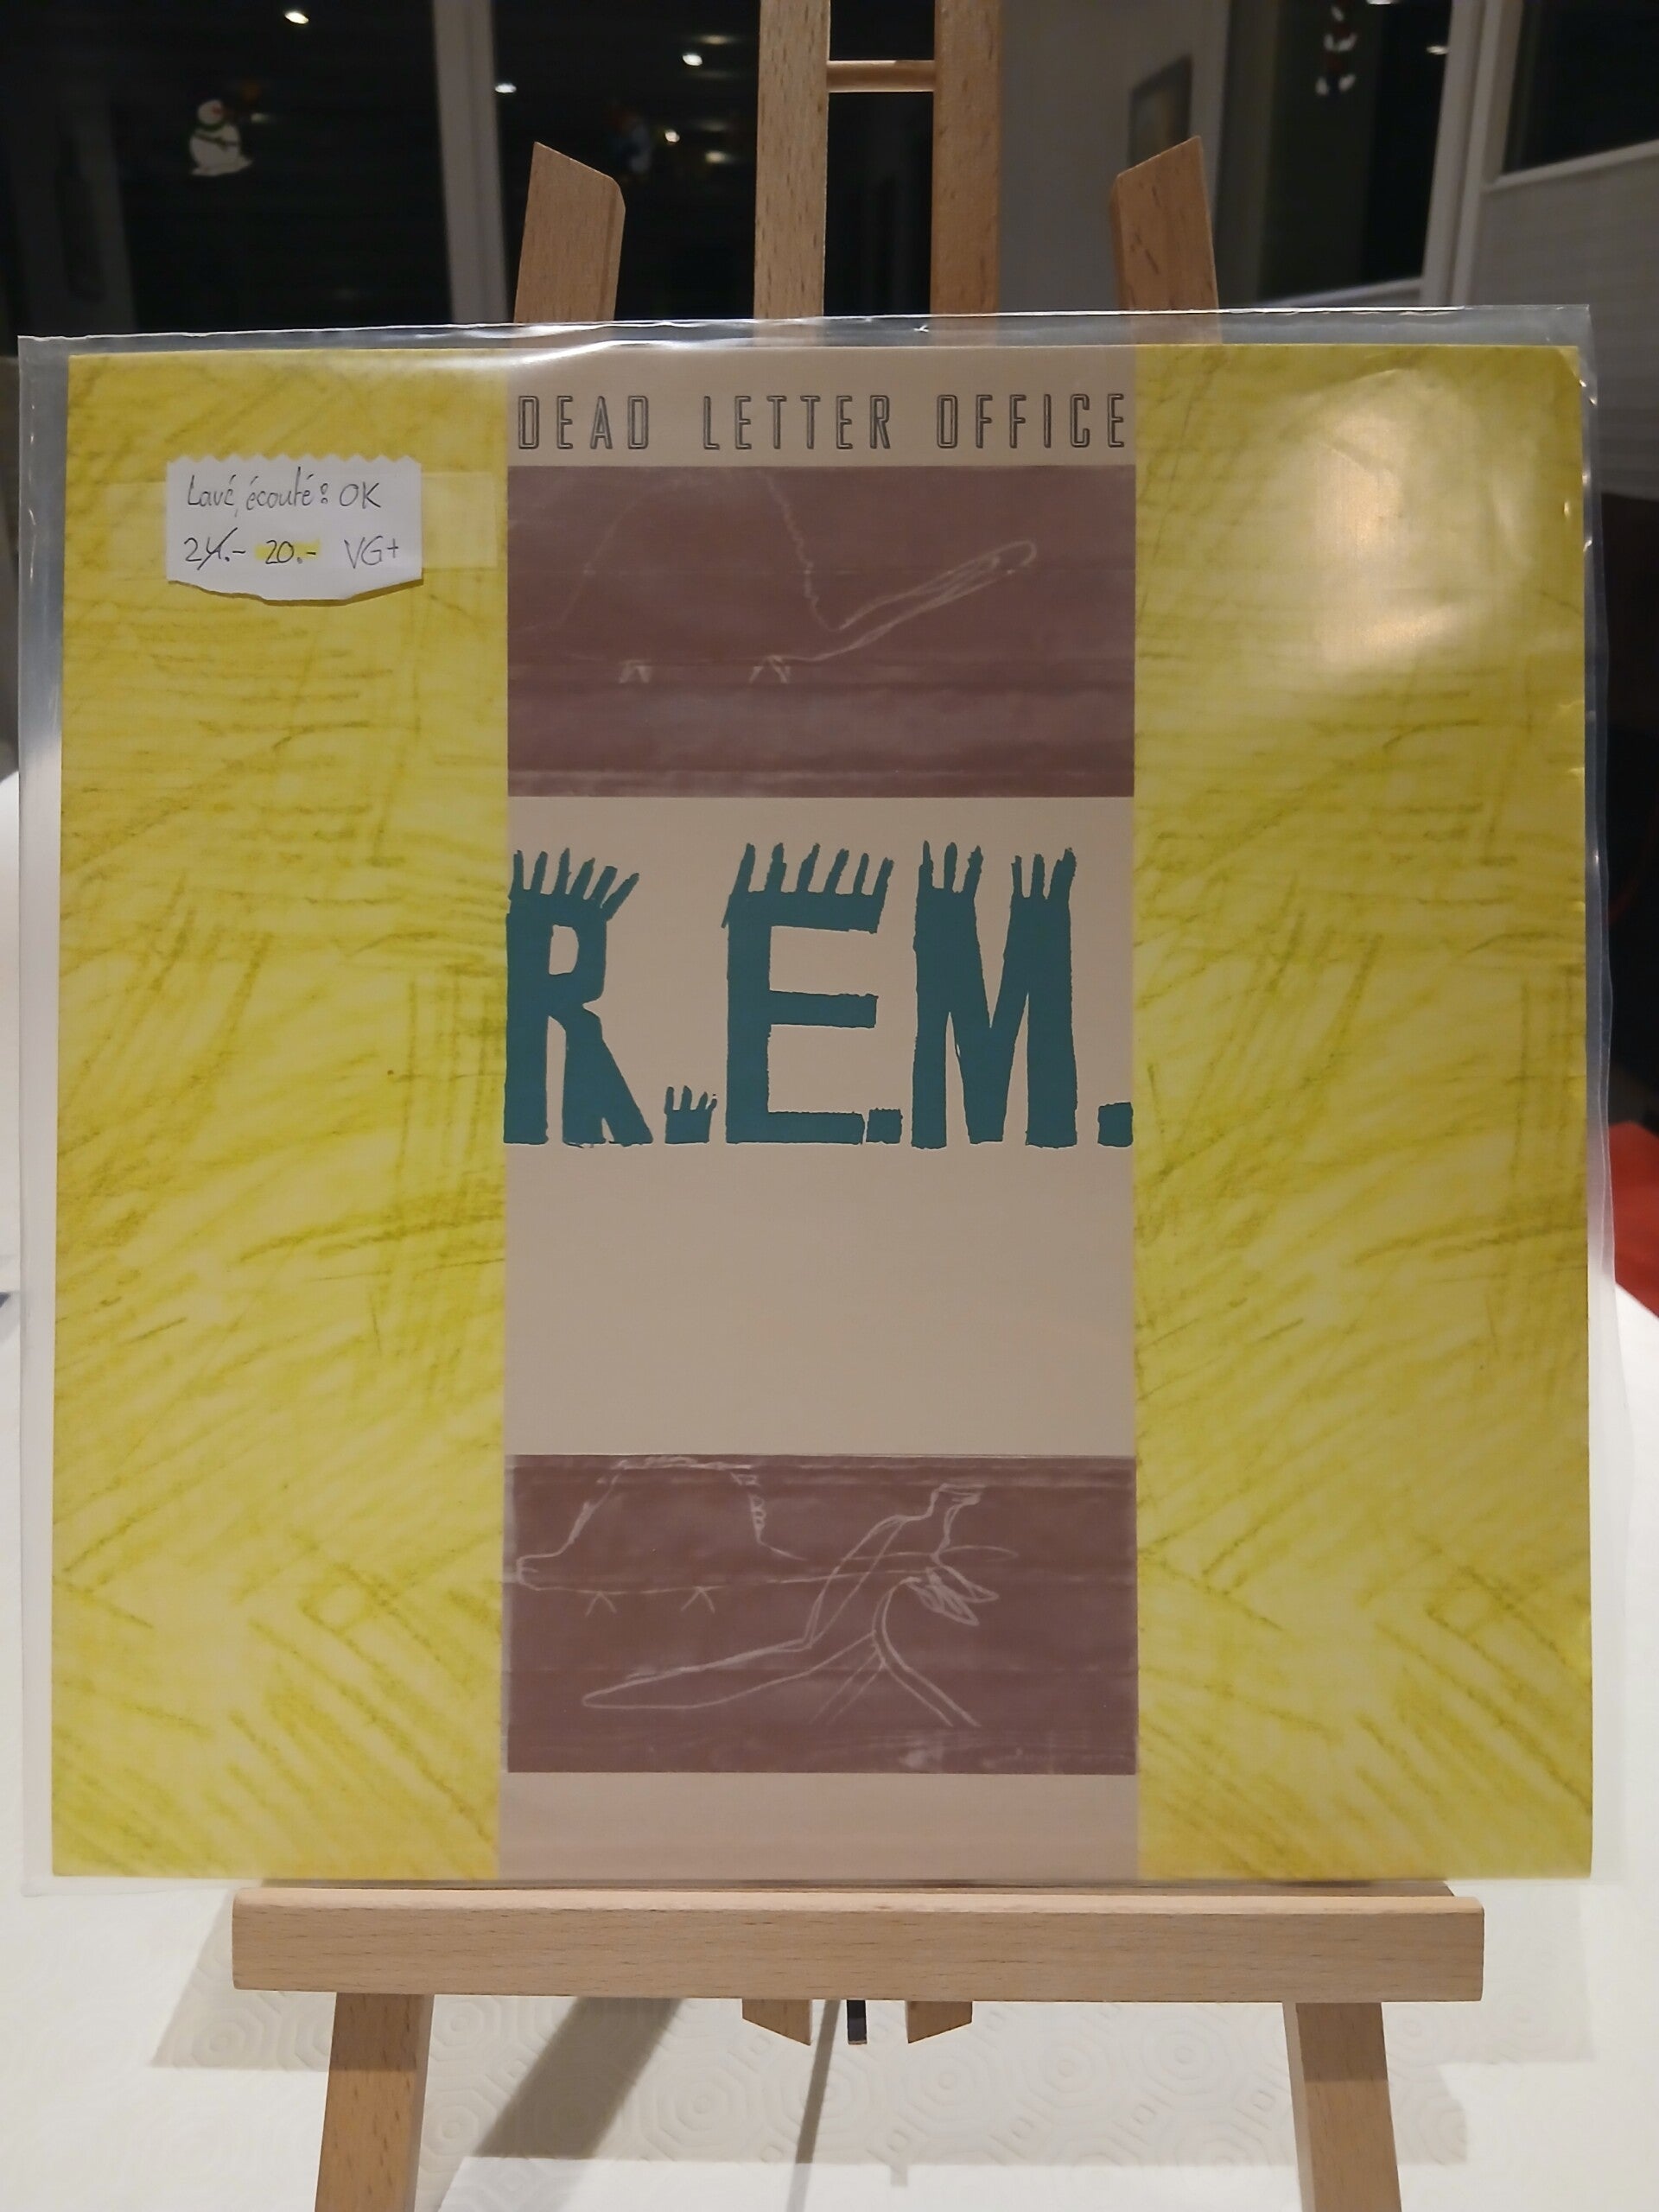 DEAD LETTER OFFICE
Lavé, écouté: OK
24.- 20.- VG+
R.E.M.